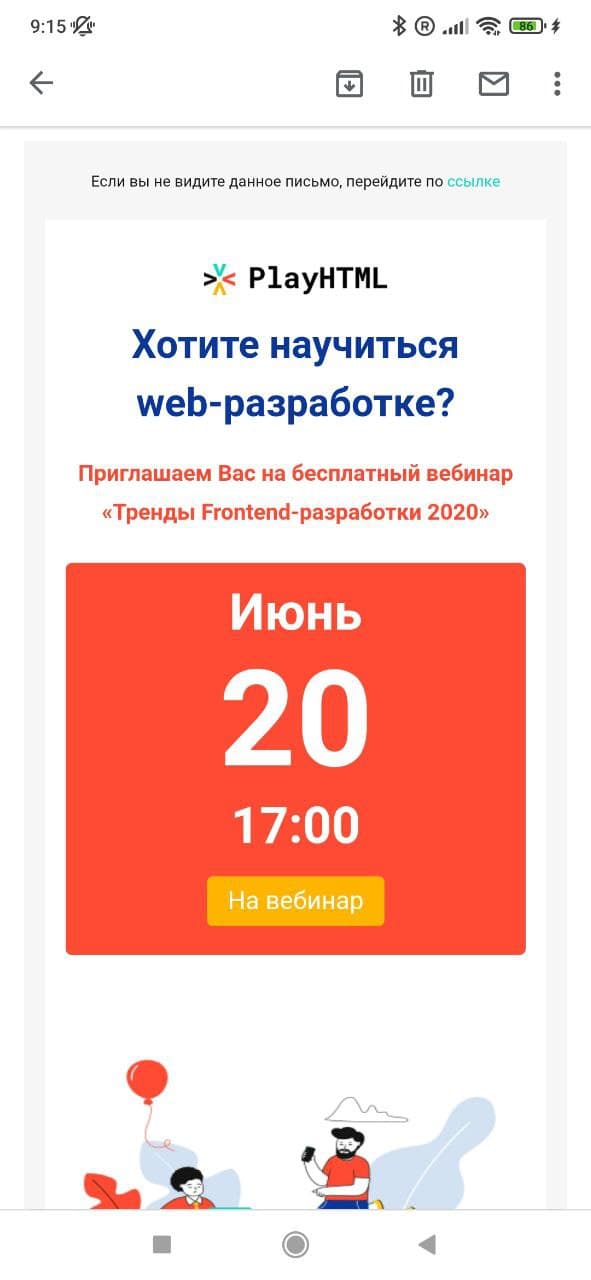 9:15
86
Если вы не видите данное письмо, перейдите по ссылке
PlayHTML
Хотите научиться
web-разработке?
Приглашаем Вас на бесплатный вебинар
«Тренды Frontend-разработки 2020»
Июнь
20
17:00
На вебинар